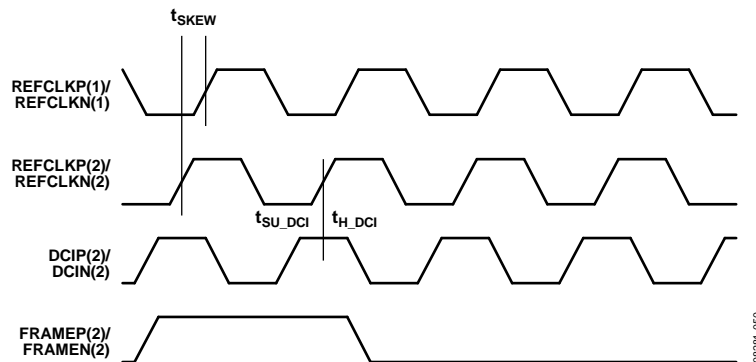 tSKEW
REFCLKP(1)/
REFCLKN(1)
REFCLKP(2)/
REFCLKN(2)
tSU_DCI tH_DCI
DCIP(2)/
DCIN(2)
FRAMEP(2)/
FRAMEN(2)